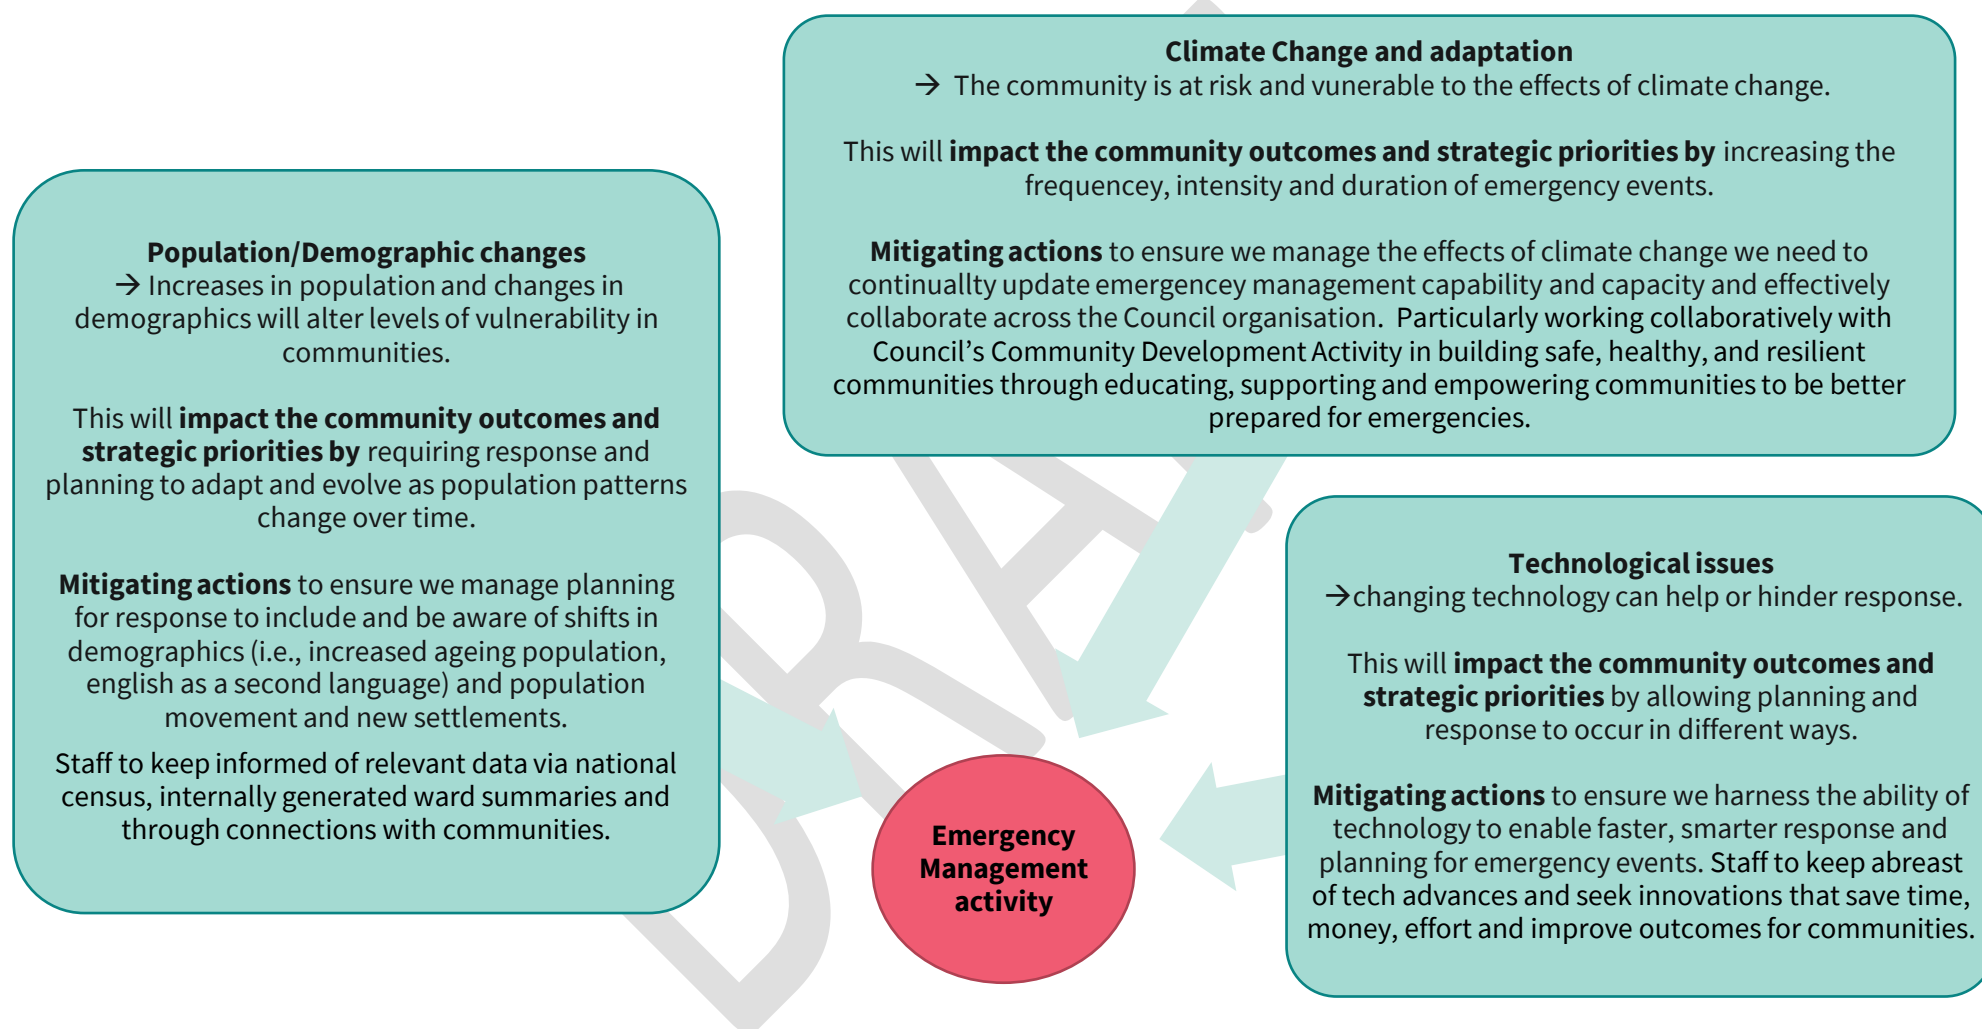 Climate Change and adaptation
→ The community is at risk and vunerable to the effects of climate change.
This will impact the community outcomes and strategic priorities by increasing the
frequencey, intensity and duration of emergency events.
Mitigating actions to ensure we manage the effects of climate change we need to
continuallty update emergencey management capability and capacity and effectively
collaborate across the Council organisation. Particularly working collaboratively with
Council’s Community Development Activity in building safe, healthy, and resilient
communities through educating, supporting and empowering communities to be better
prepared for emergencies.
Population/Demographic changes
→ Increases in population and changes in
demographics will alter levels of vulnerability in
communities.
This will impact the community outcomes and
strategic priorities by requiring response and
planning to adapt and evolve as population patterns
change over time.
Mitigating actions to ensure we manage planning
for response to include and be aware of shifts in
demographics (i.e., increased ageing population,
english as a second language) and population
movement and new settlements.
Staff to keep informed of relevant data via national
census, internally generated ward summaries and
through connections with communities.
Technological issues
→changing technology can help or hinder response.
This will impact the community outcomes and
strategic priorities by allowing planning and
response to occur in different ways.
Mitigating actions to ensure we harness the ability of
technology to enable faster, smarter response and
planning for emergency events. Staff to keep abreast
of tech advances and seek innovations that save time,
money, effort and improve outcomes for communities.
Emergency
Management
activity